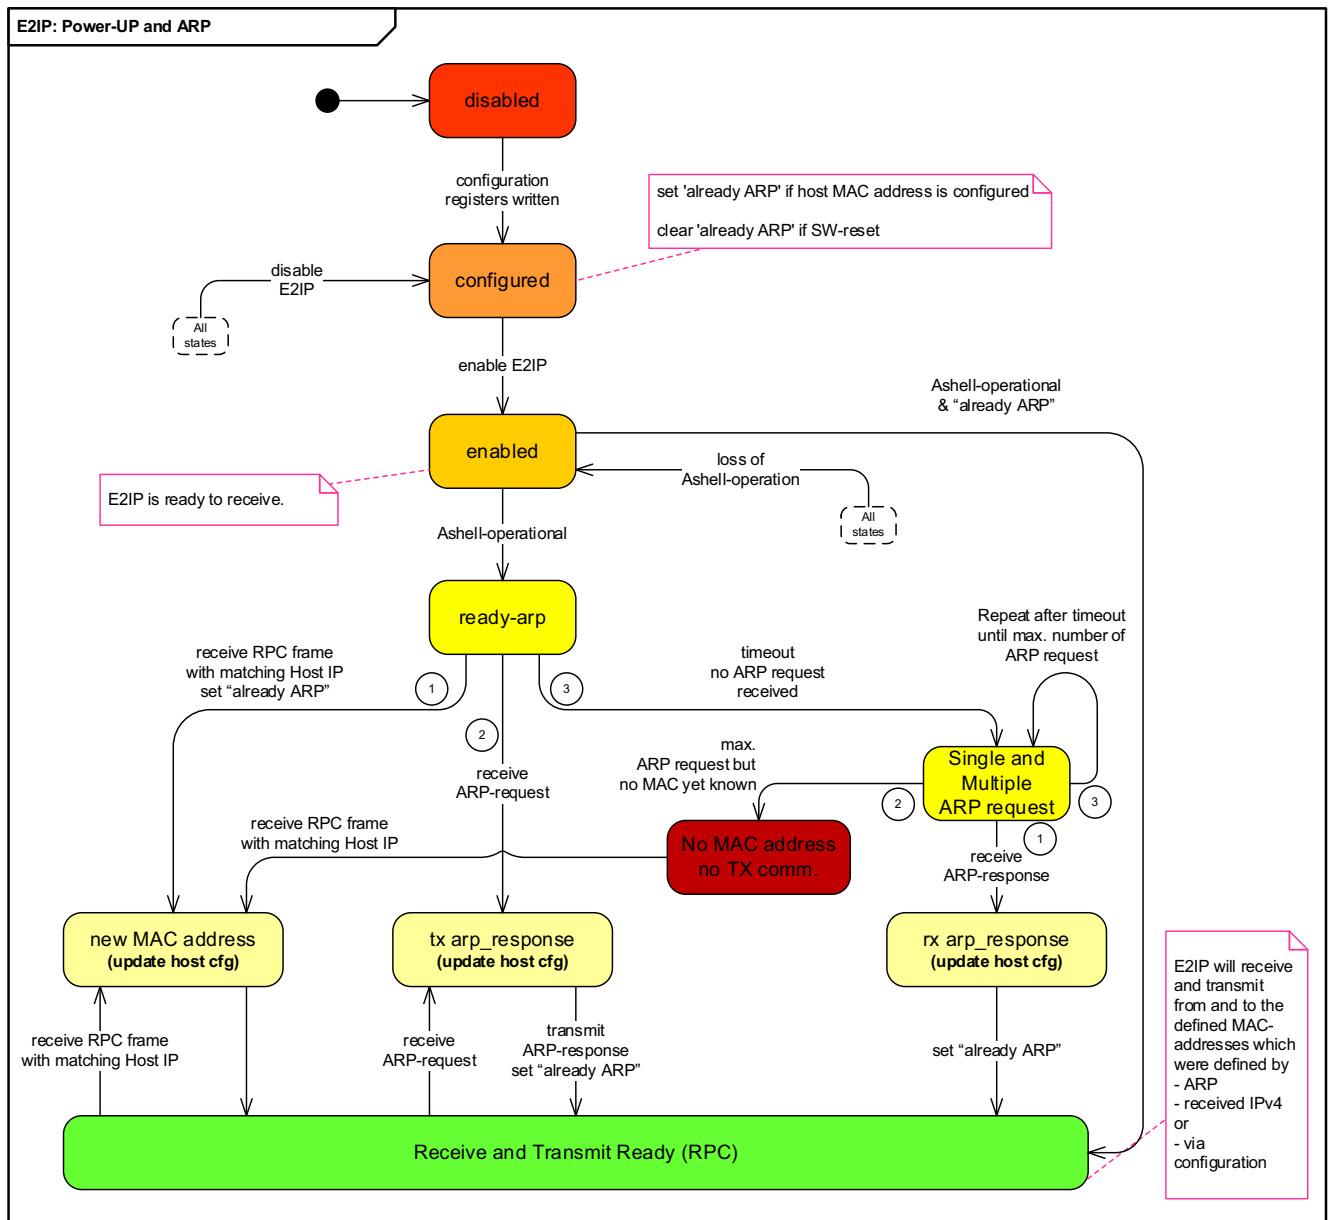 E2IP: Power-UP and ARP
disabled
configuration
registers written
set 'already ARP' if host MAC address is configured
clear 'already ARP' if SW-reset
configured
disable
E2IP
All
states
enable E2IP
Ashell-operational
& “already ARP”
enabled
loss of
Ashell-operation
All
states
E2IP is ready to receive.
Ashell-operational
ready-arp
Repeat after timeout
until max. number of
ARP request
receive RPC frame
with matching Host IP
set “already ARP”
1
2
3
timeout
no ARP request
received
max.
ARP request but
no MAC yet known
Single and
Multiple
ARP request
2
3
1
receive
ARP-request
receive RPC frame
with matching Host IP
No MAC address
no TX comm.
receive
ARP-response
new MAC address
(update host cfg)
tx arp_response
(update host cfg)
rx arp_response
(update host cfg)
E2IP will receive
and transmit
from and to the
defined MAC-
addresses which
were defined by
- ARP
- received IPv4
or
- via
configuration
receive RPC frame
with matching Host IP
receive
ARP-request
transmit
ARP-response
set “already ARP”
set “already ARP”
Receive and Transmit Ready (RPC)